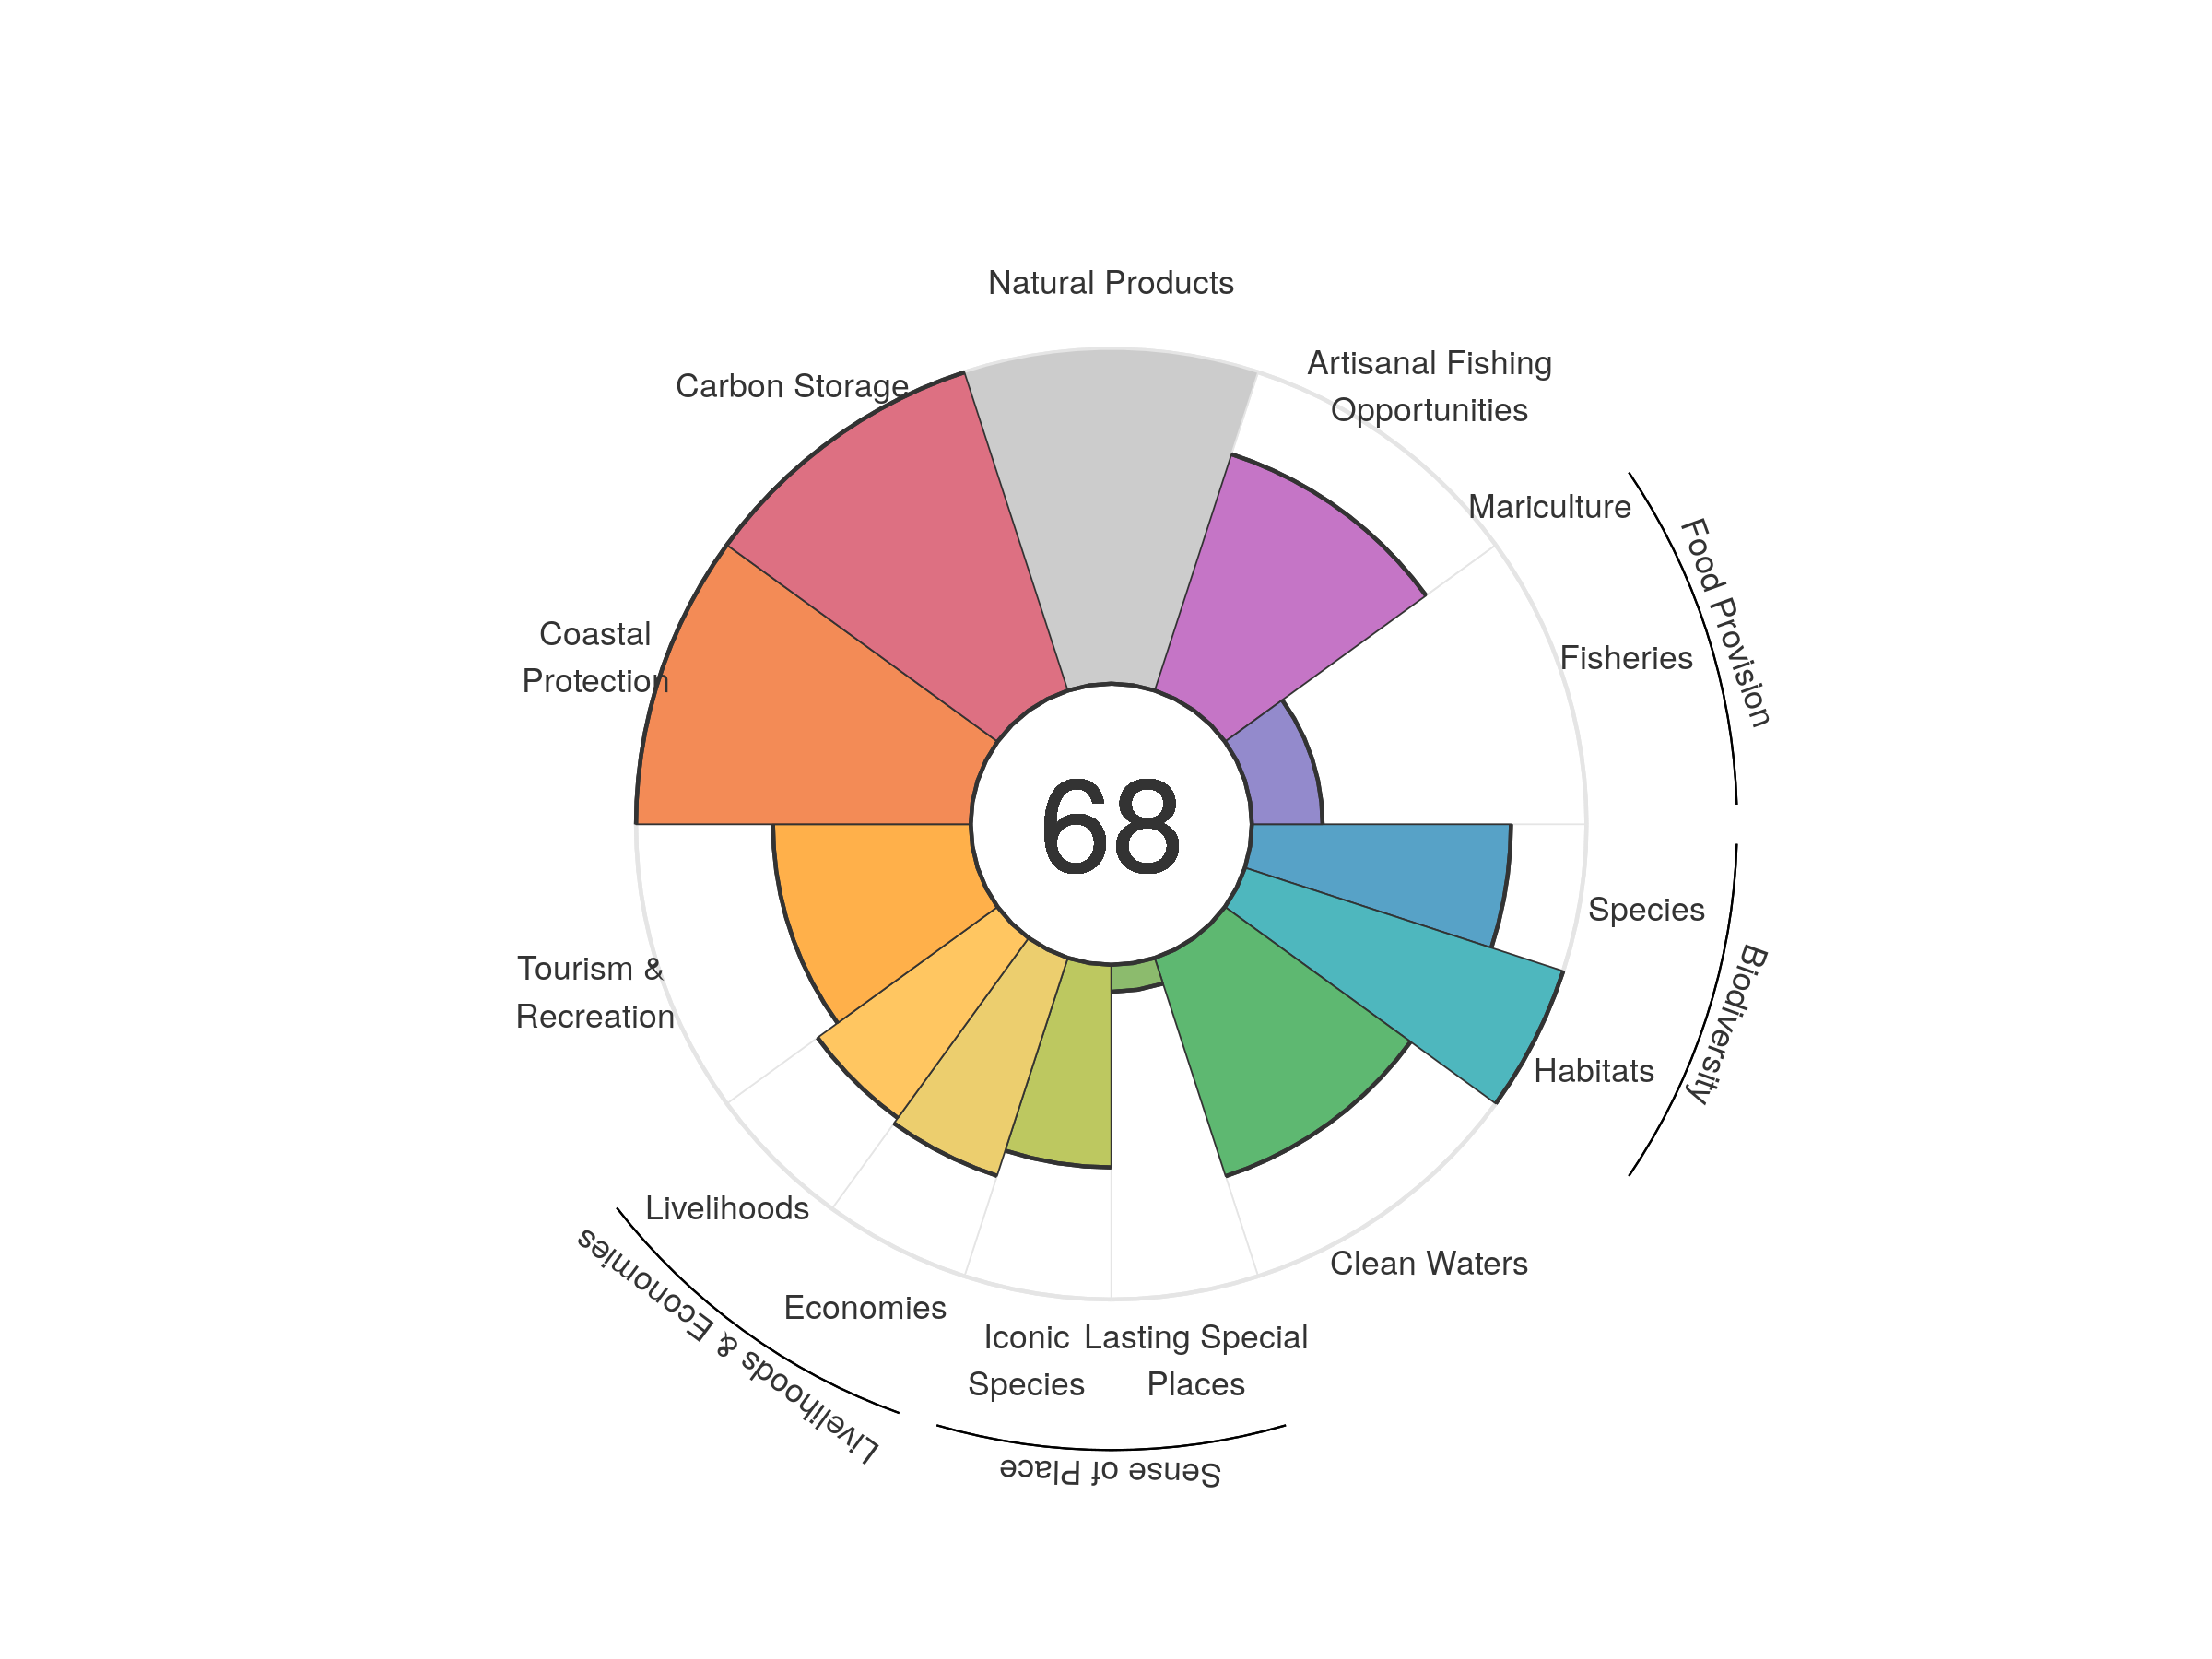 Natural Products
Artisanal Fishing
Opportunities
Carbon Storage
Mariculture
Food Provision
Coastal
Protection
Fisheries
68
Species
Biodiversity
Tourism &
Recreation
Habitats
Livelihoods
Clean Waters
Livelihoods & Economies
Economies
Iconic
Species
Lasting Special
Places
Sense of Place